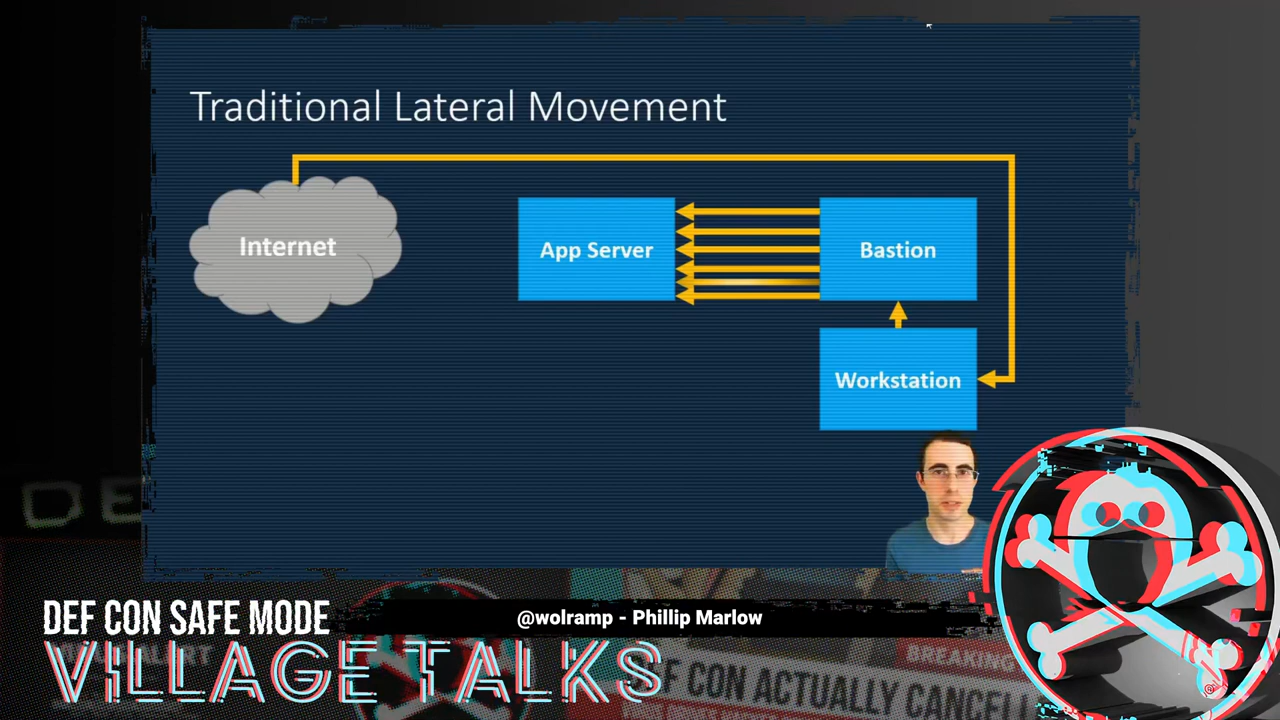 Traditional Lateral Movement
Internet
App Server
Bastion
Workstation
DE
DEF CON SAFE MODE
@wolramp - Phillip Marlow
VILLAGE TALKS
BREAKING
F CON ACTUALLY CANCELL